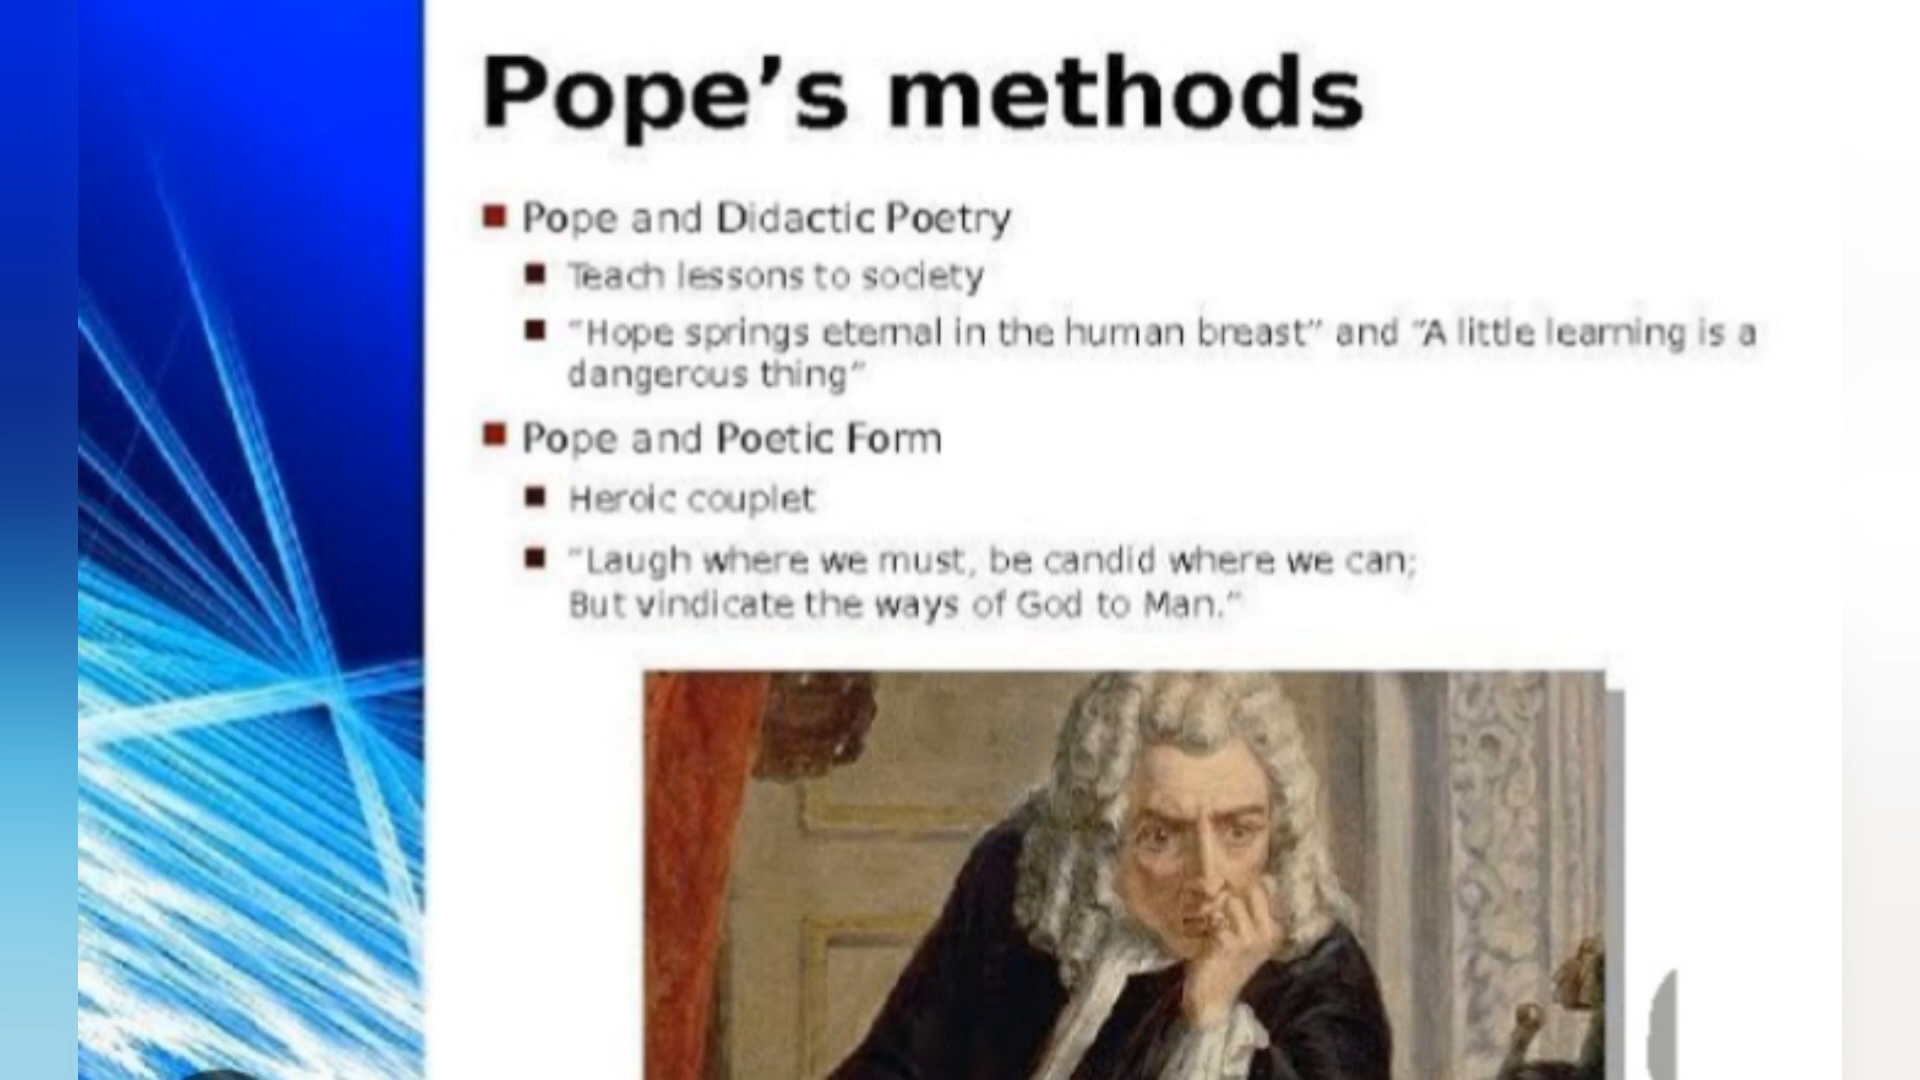 Pope’s methods
Pope and Didactic Poetry
Teach lessons to society
“Hope springs eternal in the human breast” and “A little learning is a
dangerous thing”
Pope and Poetic Form
Heroic couplet
“Laugh where we must, be candid where we can;
But vindicate the ways of God to Man.”